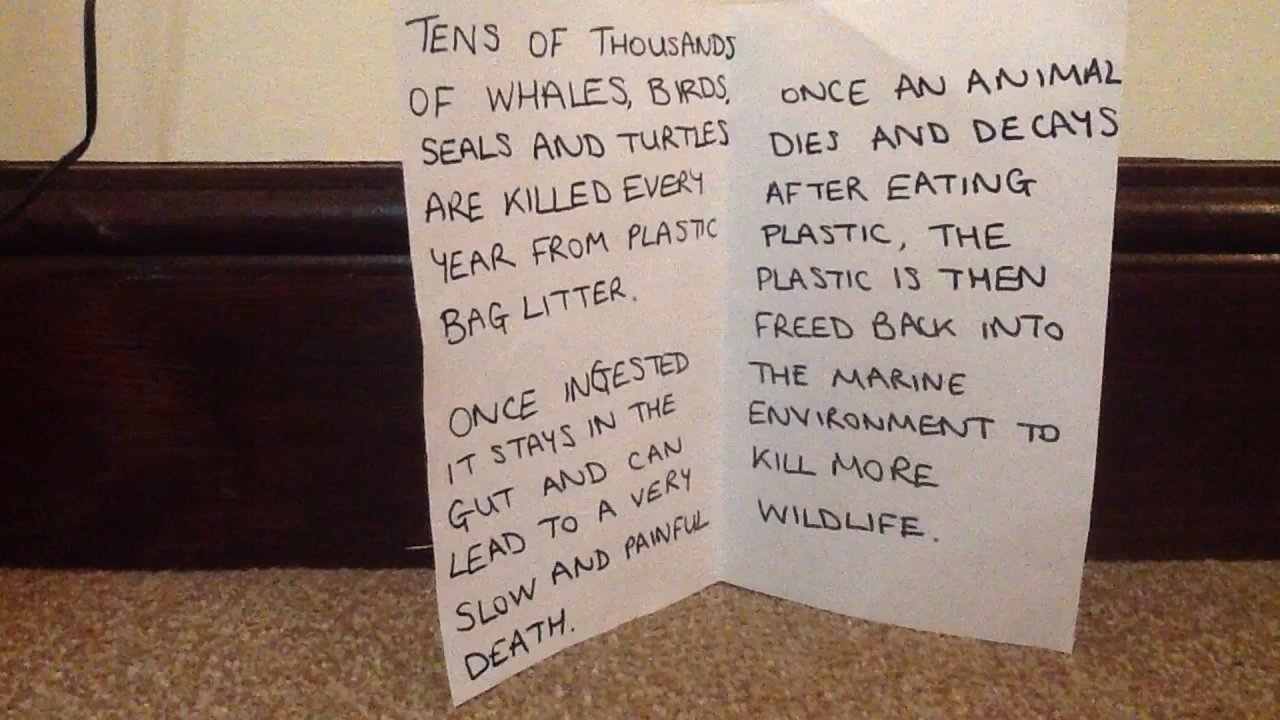 TENS OF THOUSANDS
OF WHALES, BIRDS,
SEALS AND TURTLES
ARE KILLED EVERY
YEAR FROM PLASTIC
BAG LITTER.
ONCE INGESTED
IT STAYS IN THE
GUT AND CAN
LEAD TO A VERY
SLOW AND PAINFUL
DEATH.
ONCE AN ANIMAL
DIES AND DECAYS
AFTER EATING
PLASTIC, THE
PLASTIC IS THEN
FREED BACK INTO
THE MARINE
ENVIRONMENT TO
KILL MORE
WILDLIFE.